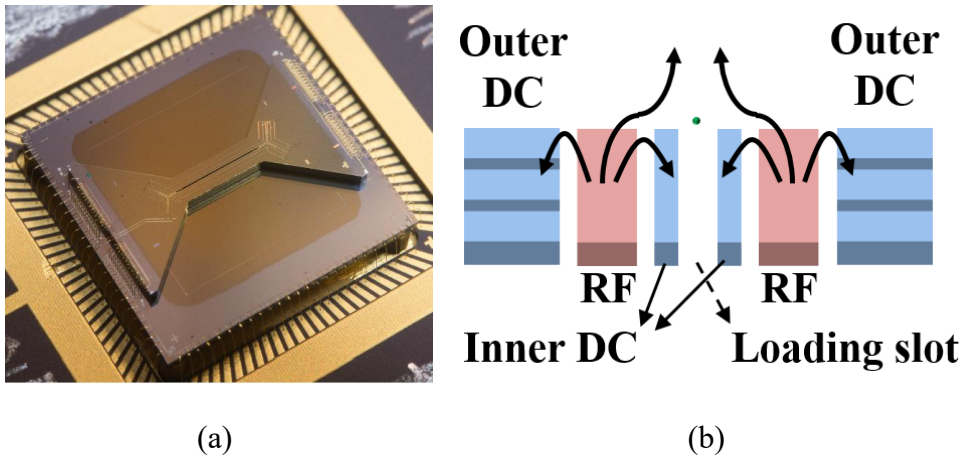 Outer
DC
Outer
DC
RF
RF
Inner DC
Loading slot
(a)
(b)